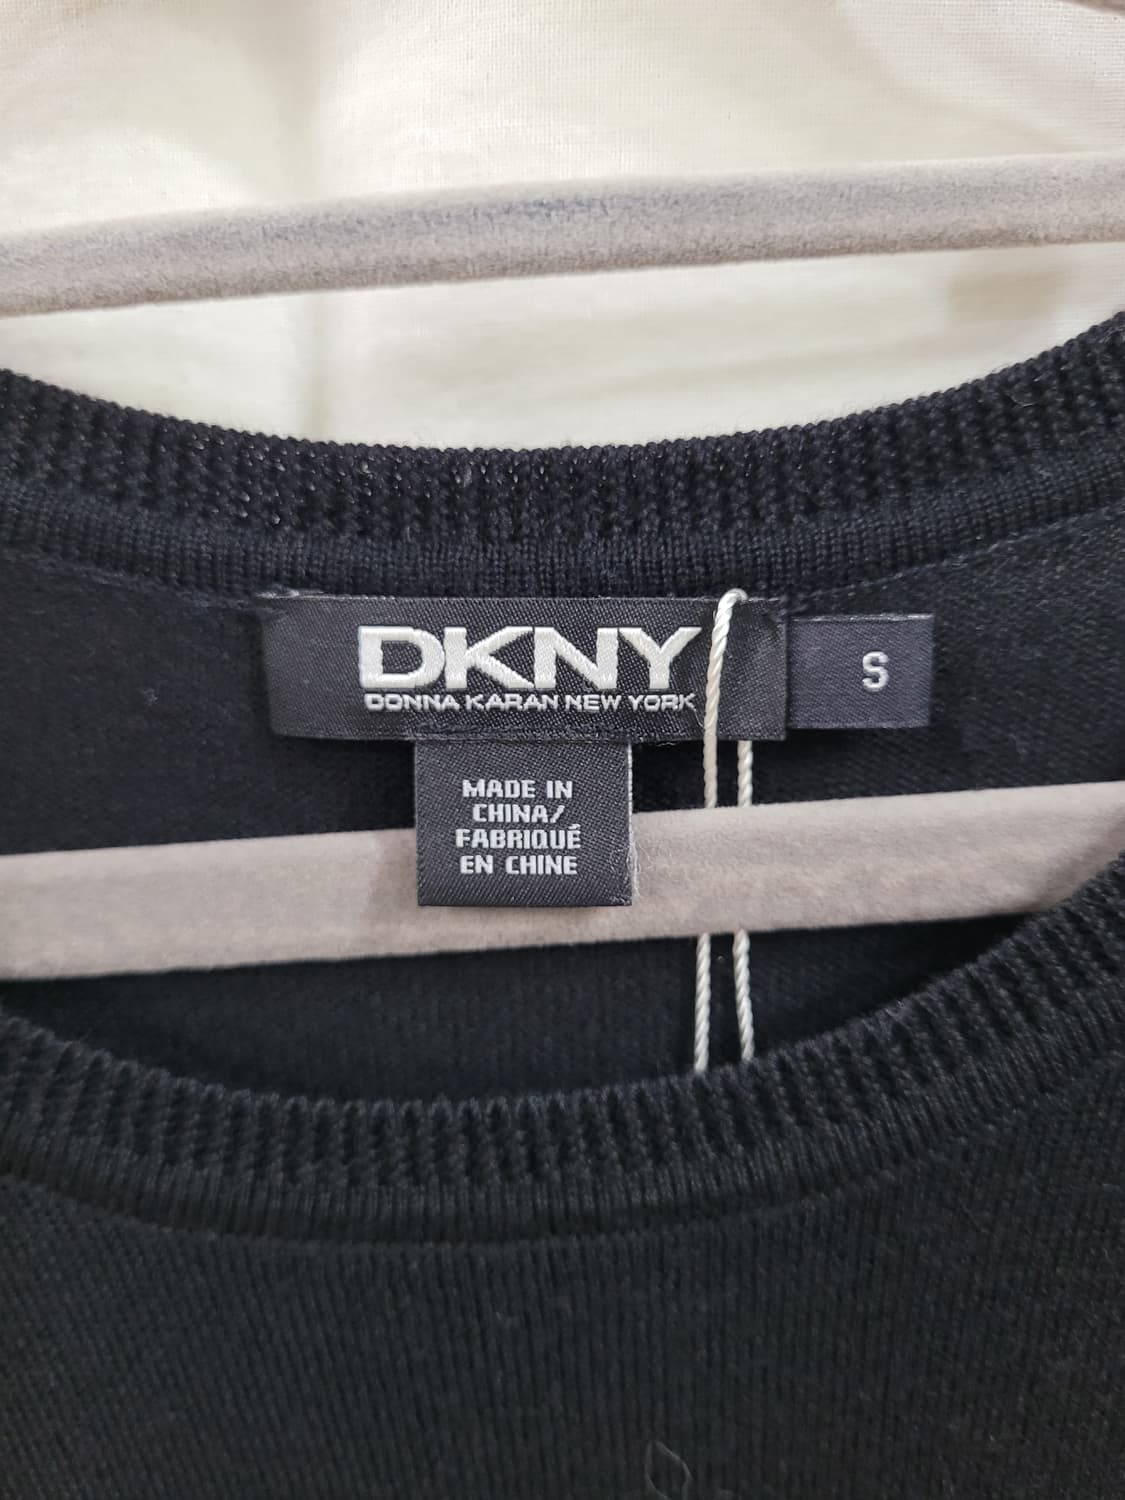 DKNY
DONNA KARAN NEW YORK
S
MADE IN
CHINA/
FABRIQUÉ
EN CHINE